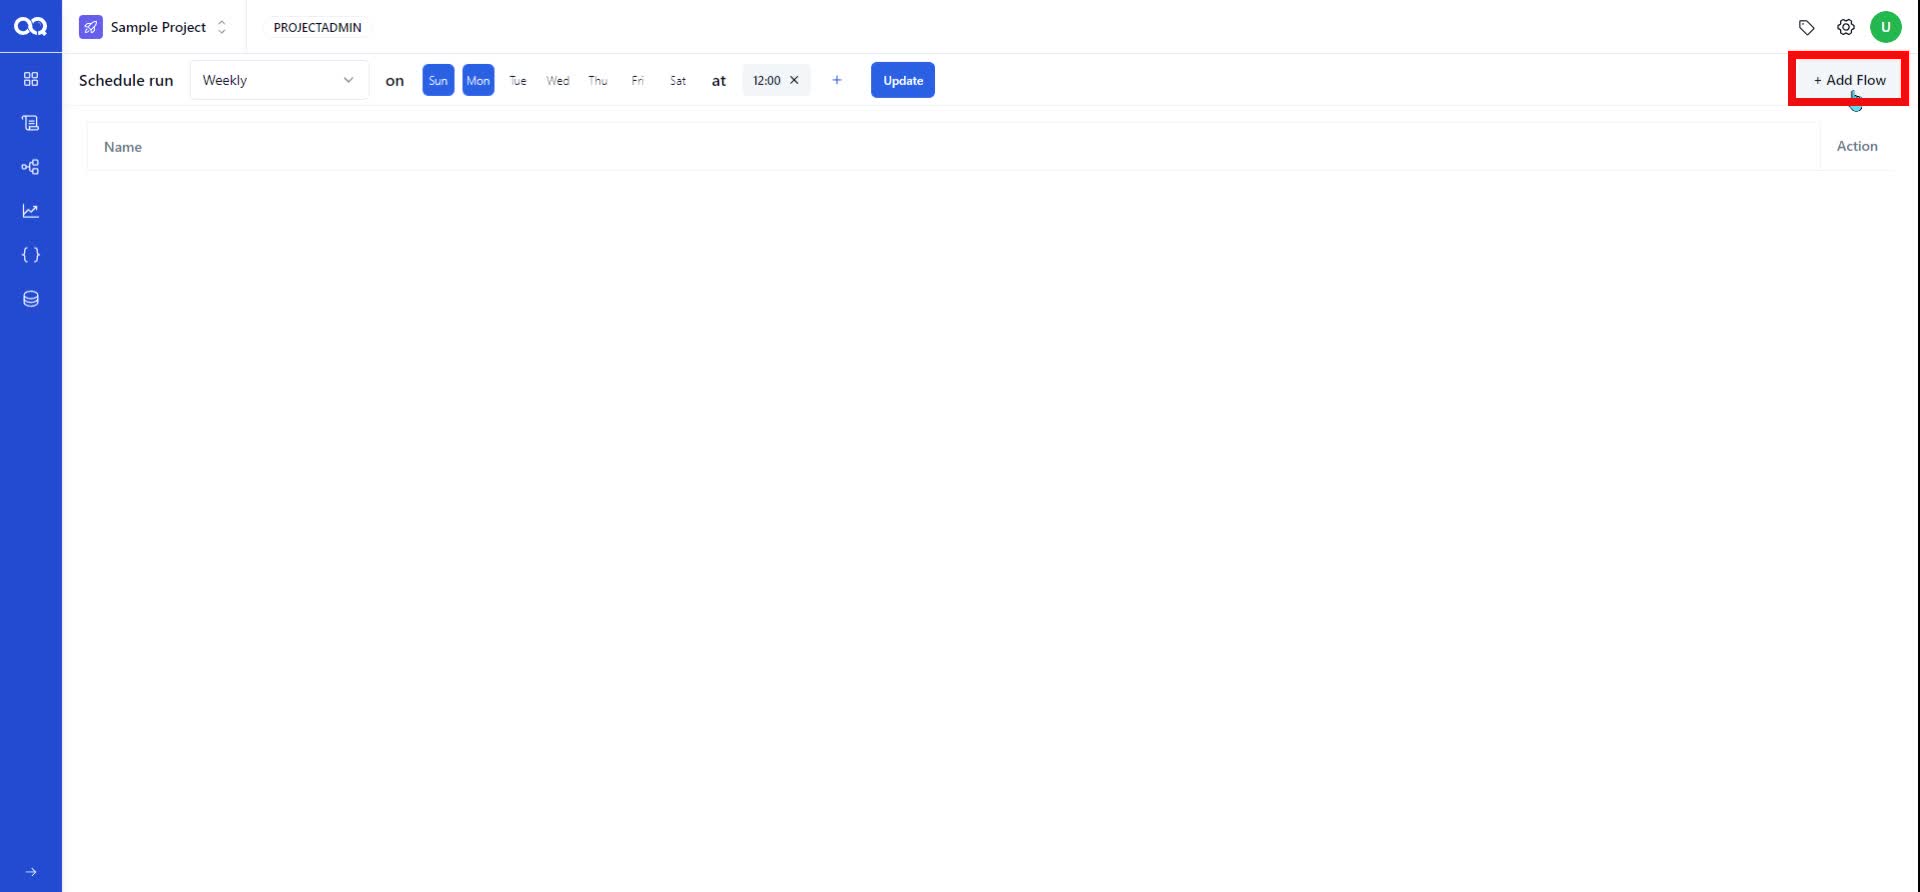 Sample Project
PROJECTADMIN
U
Schedule run Weekly on Sun Mon Tue Wed Thu Fri Sat at 12:00 × + Update
+ Add Flow
Name
Action